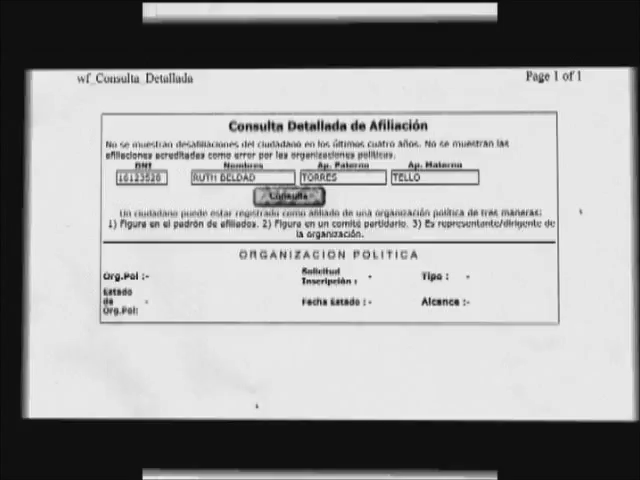 wf_Consulta_Detallada
Page 1 of 1
Consulta Detallada de Afiliación
No se muestran desafiliaciones del ciudadano en los últimos cuatro años. No se muestran las
afiliaciones acreditadas como error por las organizaciones políticas.
DNI Nombres Ap. Paterno Ap. Materno
RUTH BELDAD TORRES TELLO
Consulta
Un ciudadano puede estar registrado como afiliado de una organización política de tres maneras:
1) Figura en el padrón de afiliados. 2) Figura en un comité partidario. 3) Es representante/dirigente de
la organización.
ORGANIZACION POLITICA
Org.Pol :- Solicitud Inscripción : - Tipo : -
Estado de Org.Pol: - Fecha Estado :- Alcance :-